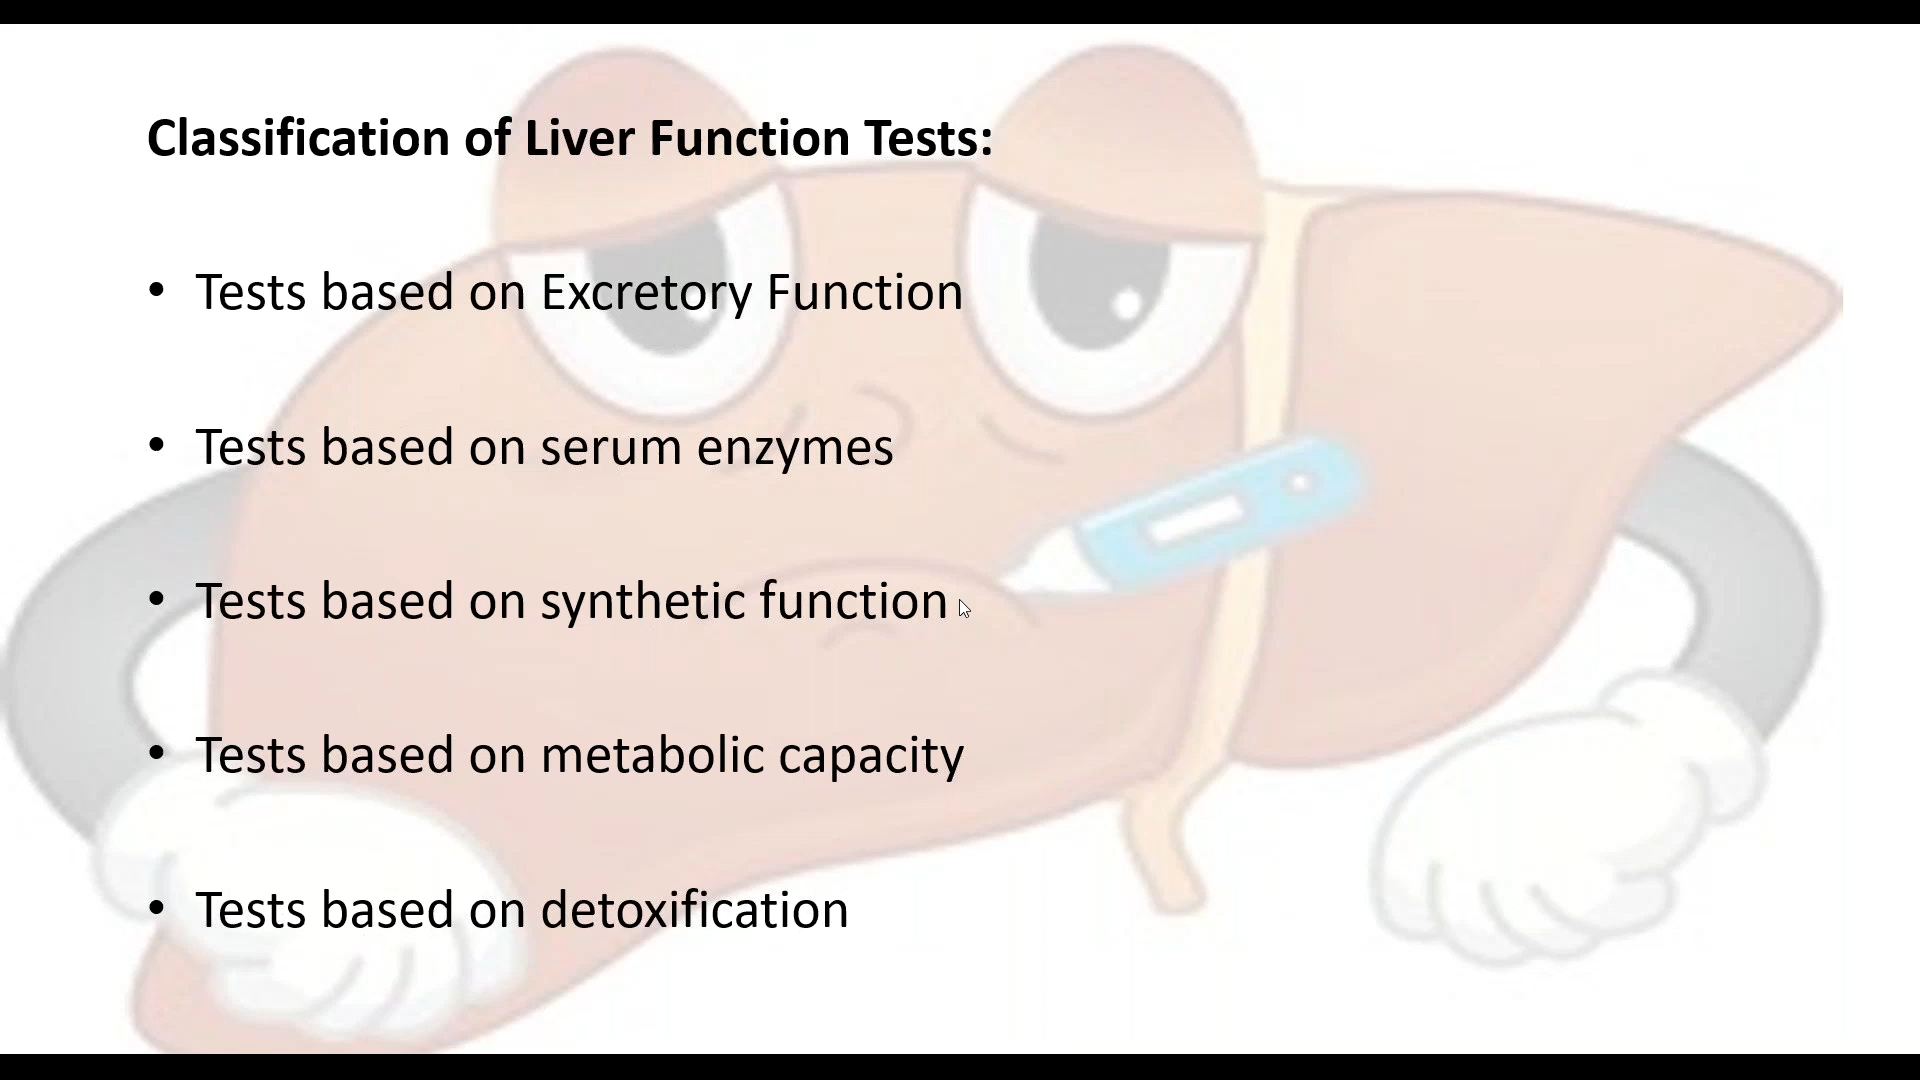 Classification of Liver Function Tests:
• Tests based on Excretory Function
• Tests based on serum enzymes
• Tests based on synthetic function
• Tests based on metabolic capacity
• Tests based on detoxification